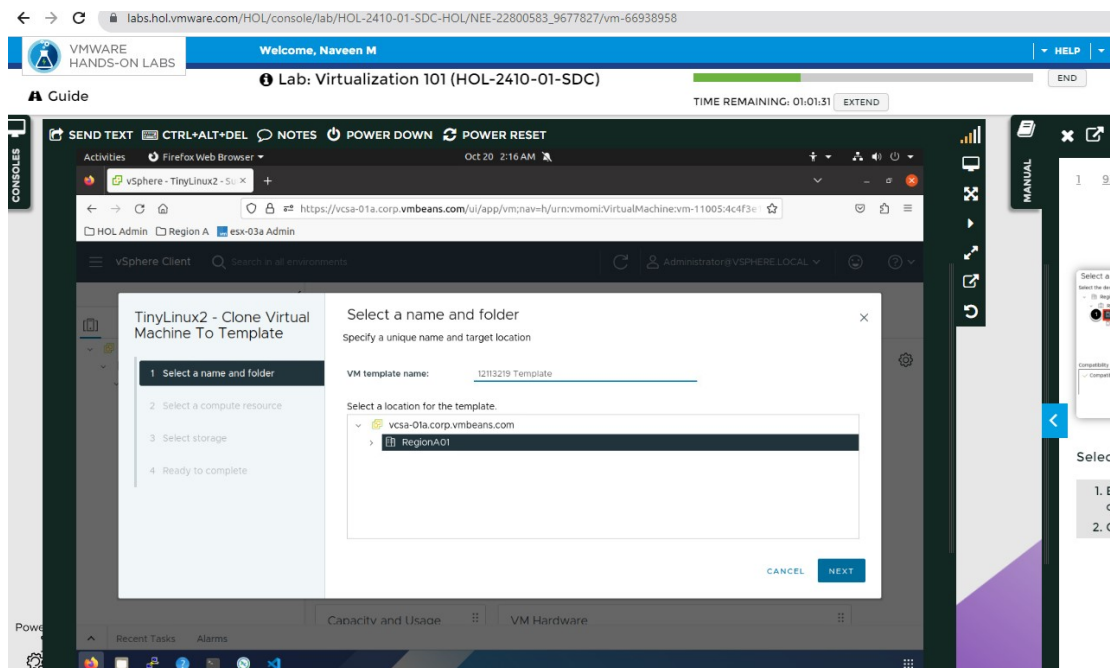 labs.hol.vmware.com/HOL/console/lab/HOL-2410-01-SDC-HOL/NEE-22800583_9677827/vm-66938958
VMWARE
HANDS-ON LABS
Welcome, Naveen M
HELP
Lab: Virtualization 101 (HOL-2410-01-SDC)
END
Guide
TIME REMAINING: 01:01:31 EXTEND
CONSOLES
SEND TEXT CTRL+ALT+DEL NOTES POWER DOWN POWER RESET
MANUAL
Activities Firefox Web Browser Oct 20 2:16 AM
vSphere - TinyLinux2 - Su
1 9
https://vcsa-01a.corp.vmbeans.com/ui/app/vm;nav=h/urn:vmomi:VirtualMachine:vm-11005:4c4f3e
HOL Admin Region A esx-03a Admin
vSphere Client Search in all environments Administrator@VSPHERE.LOCAL
Select a
TinyLinux2 - Clone Virtual
Machine To Template
Select a name and folder
Specify a unique name and target location
1 Select a name and folder
VM template name: 12113219 Template
2 Select a compute resource
Select a location for the template.
vcsa-01a.corp.vmbeans.com
3 Select storage
RegionA01
4 Ready to complete
Compatibility
Selec
1. E
2. C
CANCEL NEXT
Capacity and Usage VM Hardware
Powe
Recent Tasks Alarms